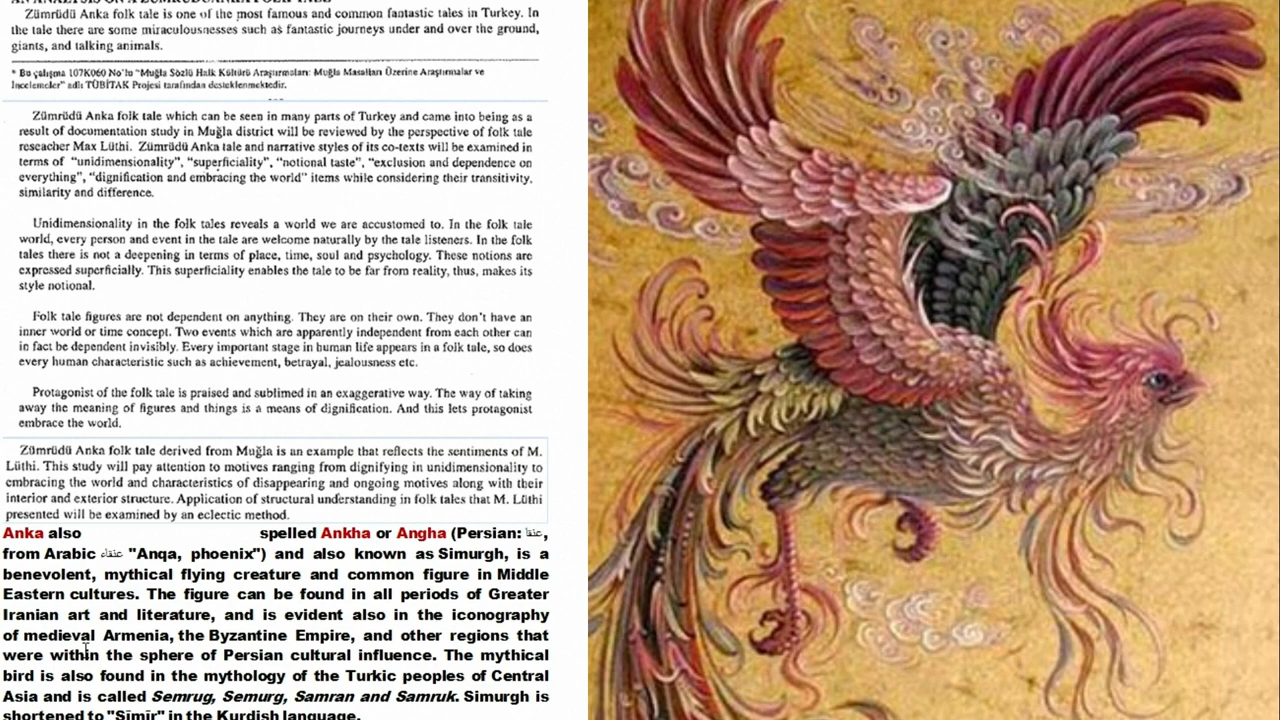 AN ANALYSIS ON A ZÜMRÜDÜANKA FOLK TALE
Zümrüdü Anka folk tale is one of the most famous and common fantastic tales in Turkey. In
the tale there are some miraculousnesses such as fantastic journeys under and over the ground,
giants, and talking animals.
* Bu çalışma 107K060 No'lu "Muğla Sözlü Halk Kültürü Araştırmaları: Muğla Masalları Üzerine Araştırmalar ve
İncelemeler" adlı TÜBİTAK Projesi tarafından desteklenmektedir.
Zümrüdü Anka folk tale which can be seen in many parts of Turkey and came into being as a
result of documentation study in Muğla district will be reviewed by the perspective of folk tale
reseacher Max Lüthi. Zümrüdü Anka tale and narrative styles of its co-texts will be examined in
terms of "unidimensionality", "superficiality", "notional taste", "exclusion and dependence on
everything", "dignification and embracing the world" items while considering their transitivity,
similarity and difference.
Unidimensionality in the folk tales reveals a world we are accustomed to. In the folk tale
world, every person and event in the tale are welcome naturally by the tale listeners. In the folk
tales there is not a deepening in terms of place, time, soul and psychology. These notions are
expressed superficially. This superficiality enables the tale to be far from reality, thus, makes its
style notional.
Folk tale figures are not dependent on anything. They are on their own. They don't have an
inner world or time concept. Two events which are apparently independent from each other can
in fact be dependent invisibly. Every important stage in human life appears in a folk tale, so does
every human characteristic such as achievement, betrayal, jealousness etc.
Protagonist of the folk tale is praised and sublimed in an exaggerative way. The way of taking
away the meaning of figures and things is a means of dignification. And this lets protagonist
embrace the world.
Zümrüdü Anka folk tale derived from Muğla is an example that reflects the sentiments of M.
Lüthi. This study will pay attention to motives ranging from dignifying in unidimensionality to
embracing the world and characteristics of disappearing and ongoing motives along with their
interior and exterior structure. Application of structural understanding in folk tales that M. Lüthi
presented will be examined by an eclectic method.
Anka also spelled Ankha or Angha (Persian: عنقا,
from Arabic عنقاء "Anqa, phoenix") and also known as Simurgh, is a
benevolent, mythical flying creature and common figure in Middle
Eastern cultures. The figure can be found in all periods of Greater
Iranian art and literature, and is evident also in the iconography
of medieval Armenia, the Byzantine Empire, and other regions that
were within the sphere of Persian cultural influence. The mythical
bird is also found in the mythology of the Turkic peoples of Central
Asia and is called Semrug, Semurg, Samran and Samruk. Simurgh is
shortened to "Sîmir" in the Kurdish language.